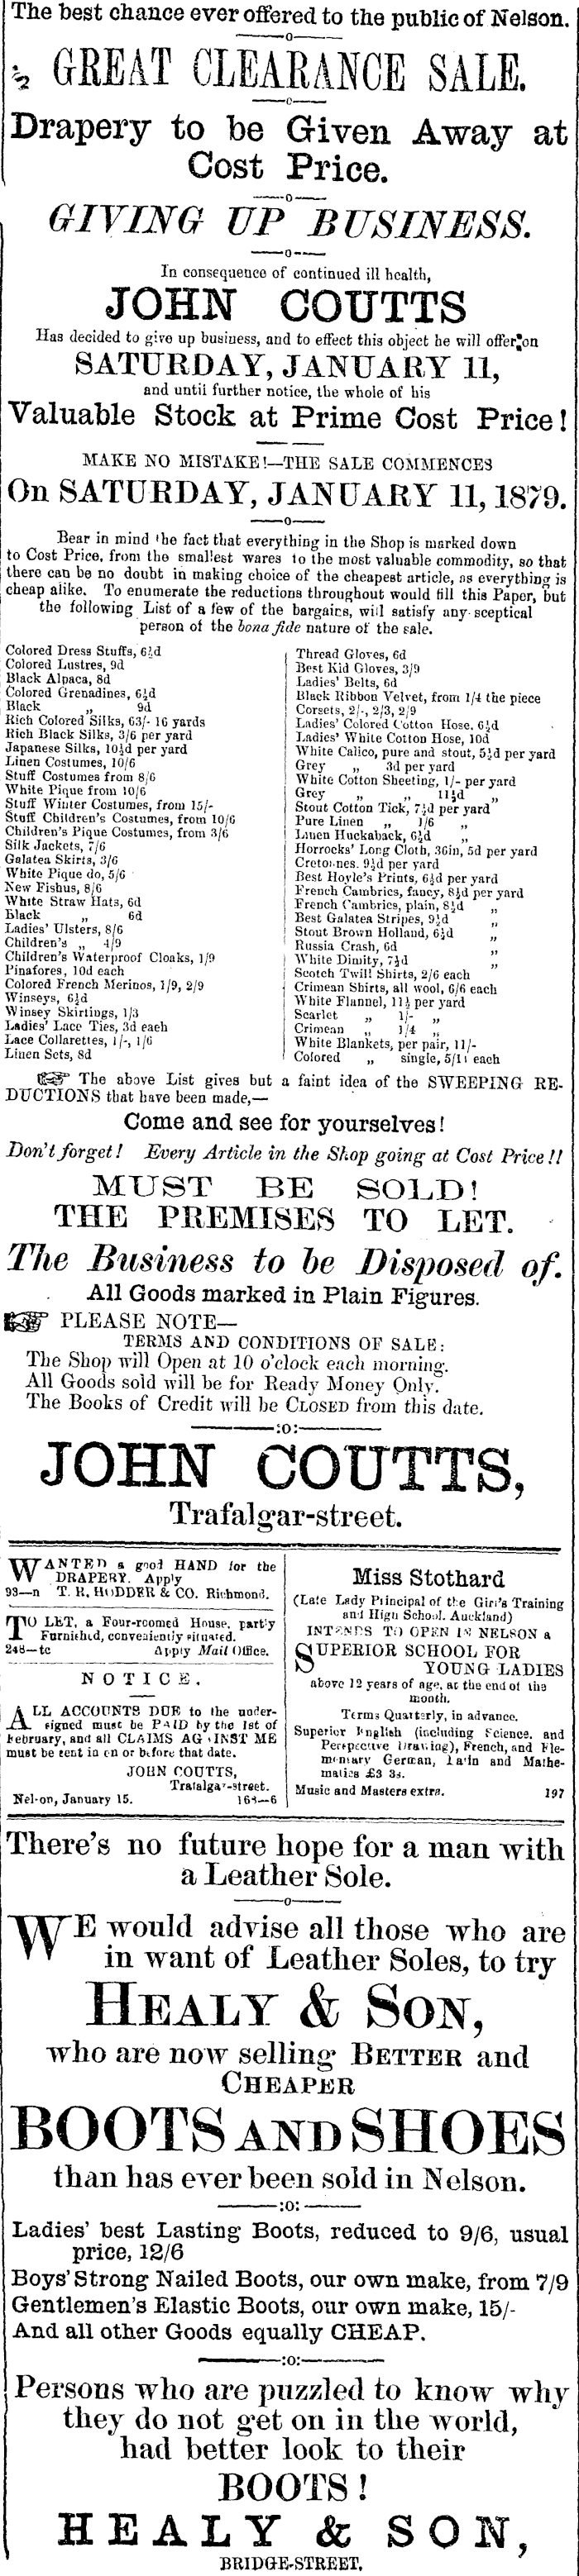 The best chance ever offered to the public of Nelson.
GREAT CLEARANCE SALE.
Drapery to be Given Away at
Cost Price.
GIVING UP BUSINESS.
In consequence of continued ill health,
JOHN COUTTS
Has decided to give up business, and to effect this object he will offer on
SATURDAY, JANUARY 11,
and until further notice, the whole of his
Valuable Stock at Prime Cost Price!
MAKE NO MISTAKE!—THE SALE COMMENCES
On SATURDAY, JANUARY 11, 1879.
Bear in mind the fact that everything in the Shop is marked down
to Cost Price, from the smallest wares to the most valuable commodity, so that
there can be no doubt in making choice of the cheapest article, as everything is
cheap alike. To enumerate the reductions throughout would fill this Paper, but
the following List of a few of the bargains, will satisfy any sceptical
person of the bona fide nature of the sale.
Colored Dress Stuffs, 6½d
Colored Lustres, 9d
Black Alpaca, 8d
Colored Grenadines, 6½d
Black „ 9d
Rich Colored Silks, 63/- 16 yards
Rich Black Silks, 3/6 per yard
Japanese Silks, 10½d per yard
Linen Costumes, 10/6
Stuff Costumes from 8/6
White Pique from 10/6
Stuff Winter Costumes, from 15/-
Stuff Children's Costumes, from 10/6
Children's Pique Costumes, from 3/6
Silk Jackets, 7/6
Galatea Skirts, 3/6
White Pique do, 5/6
New Fishus, 8/6
White Straw Hats, 6d
Black „ 6d
Ladies' Ulsters, 8/6
Children's „ 4/9
Children's Waterproof Cloaks, 1/9
Pinafores, 10d each
Colored French Merinos, 1/9, 2/9
Winseys, 6½d
Winsey Skirtings, 1/3
Ladies' Lace Ties, 3d each
Lace Collarettes, 1/-, 1/6
Linen Sets, 8d
Thread Gloves, 6d
Best Kid Gloves, 3/9
Ladies' Belts, 6d
Black Ribbon Velvet, from 1/4 the piece
Corsets, 2/-, 2/3, 2/9
Ladies' Colored Cotton Hose, 6½d
Ladies' White Cotton Hose, 10d
White Calico, pure and stout, 5½d per yard
Grey „ 3d per yard
White Cotton Sheeting, 1/- per yard
Grey „ „ 11½d „
Stout Cotton Tick, 7½d per yard
Pure Linen „ 1/6 „
Linen Huckaback, 6½d „
Horrocks' Long Cloth, 36in, 5d per yard
Cretonnes. 9½d per yard
Best Hoyle's Prints, 6½d per yard
French Cambrics, fancy, 8½d per yard
French Cambrics, plain, 8½d „
Best Galatea Stripes, 9½d „
Stout Brown Holland, 6½d „
Russia Crash, 6d „
White Dimity, 7½d „
Scotch Twill Shirts, 2/6 each
Crimean Shirts, all wool, 6/6 each
White Flannel, 11½ per yard
Scarlet „ 1/- „
Crimean „ 1/4 „
White Blankets, per pair, 11/-
Colored „ single, 5/11 each
The above List gives but a faint idea of the SWEEPING RE-
DUCTIONS that have been made,—
Come and see for yourselves!
Don't forget! Every Article in the Shop going at Cost Price!!
MUST BE SOLD!
THE PREMISES TO LET.
The Business to be Disposed of.
All Goods marked in Plain Figures.
PLEASE NOTE—
TERMS AND CONDITIONS OF SALE:
The Shop will Open at 10 o'clock each morning.
All Goods sold will be for Ready Money Only.
The Books of Credit will be CLOSED from this date.
:o:
JOHN COUTTS,
Trafalgar-street.
WANTED a good HAND for the
DRAPERY. Apply
93—n T. R. HODDER & CO. Richmond.
TO LET, a Four-roomed House, partly
Furnished, conveniently situated.
248—tc Apply Mail Office.
NOTICE.
ALL ACCOUNTS DUE to the under-
signed must be PAID by the 1st of
February, and all CLAIMS AGAINST ME
must be sent in on or before that date.
JOHN COUTTS,
Trafalgar-street.
Nelson, January 15. 168—6
Miss Stothard
(Late Lady Principal of the Girl's Training
and High School, Auckland)
INTENDS TO OPEN IN NELSON a
SUPERIOR SCHOOL FOR
YOUNG LADIES
above 12 years of age, at the end of the
month.
Terms Quarterly, in advance.
Superior English (including Science, and
Perspective Drawing), French, and Ele-
mentary German, Latin and Mathe-
matics £3 3s.
Music and Masters extra. 197
There's no future hope for a man with
a Leather Sole.
WE would advise all those who are
in want of Leather Soles, to try
HEALY & SON,
who are now selling BETTER and
CHEAPER
BOOTS AND SHOES
than has ever been sold in Nelson.
:o:
Ladies' best Lasting Boots, reduced to 9/6, usual
price, 12/6
Boys' Strong Nailed Boots, our own make, from 7/9
Gentlemen's Elastic Boots, our own make, 15/-
And all other Goods equally CHEAP.
:o:
Persons who are puzzled to know why
they do not get on in the world,
had better look to their
BOOTS!
HEALY & SON,
BRIDGE-STREET.